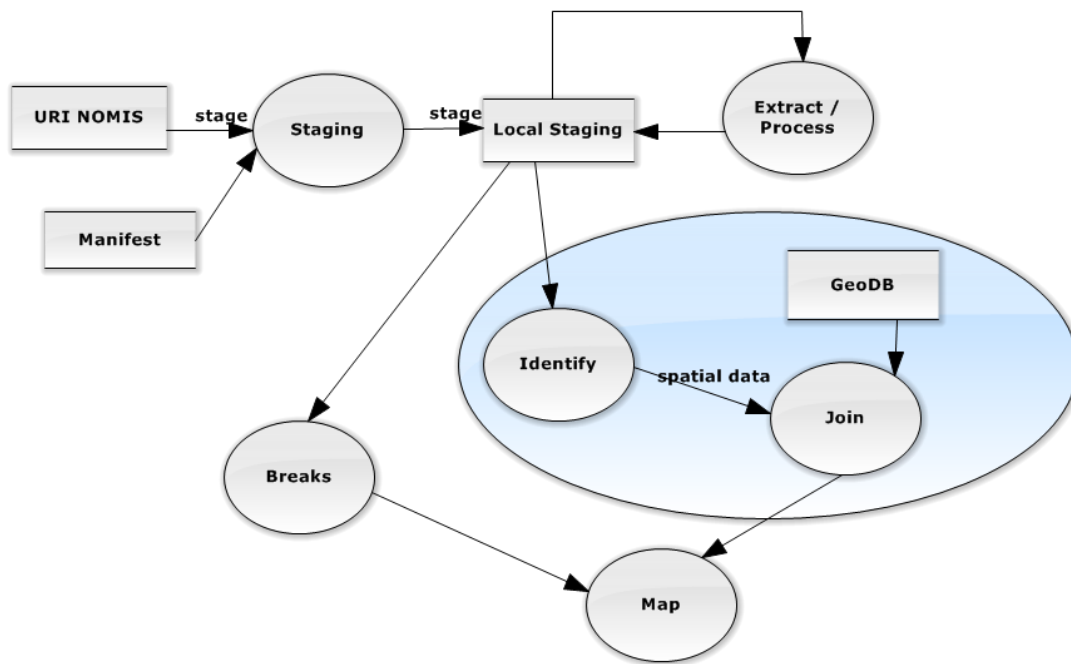 URI NOMIS
stage
Staging
stage
Local Staging
Extract /
Process
Manifest
GeoDB
Identify
spatial data
Join
Breaks
Map